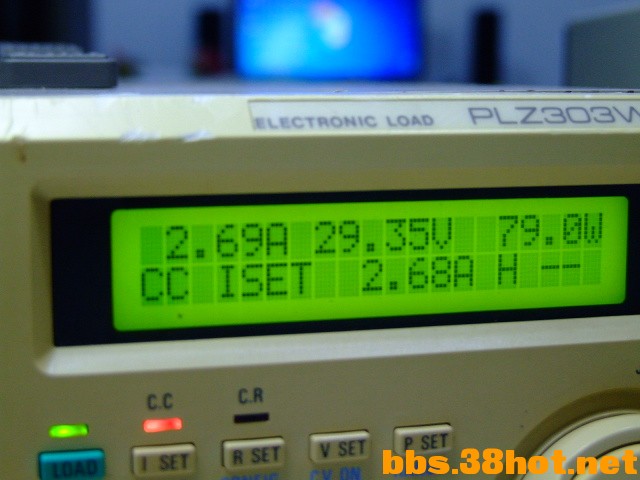 ELECTRONIC LOAD PLZ303W
2.69A 29.35V 79.0W
CC ISET 2.68A H --
C.C C.R
LOAD I SET R SET V SET P SET
C.V ON
bbs.38hot.net